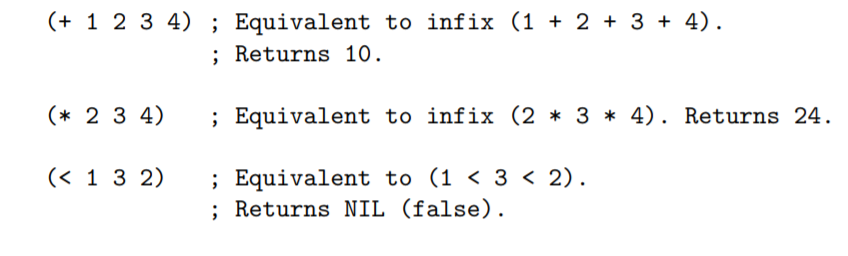 (+ 1 2 3 4) ; Equivalent to infix (1 + 2 + 3 + 4).
; Returns 10.
(* 2 3 4) ; Equivalent to infix (2 * 3 * 4). Returns 24.
(< 1 3 2) ; Equivalent to (1 < 3 < 2).
; Returns NIL (false).